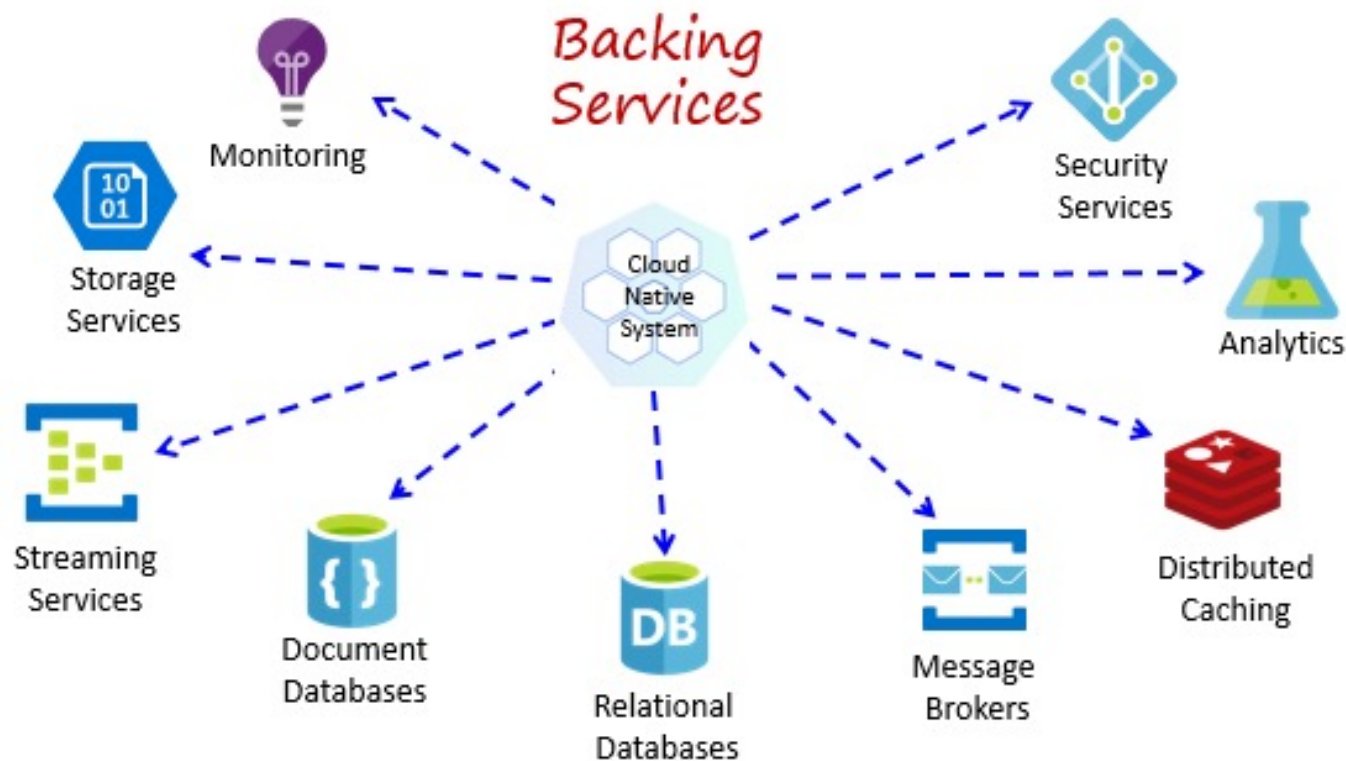 Backing
Services
Monitoring
Security
Services
10
01
Storage
Services
Cloud
Native
System
Analytics
Streaming
Services
Distributed
Caching
{ }
Document
Databases
DB
Relational
Databases
Message
Brokers